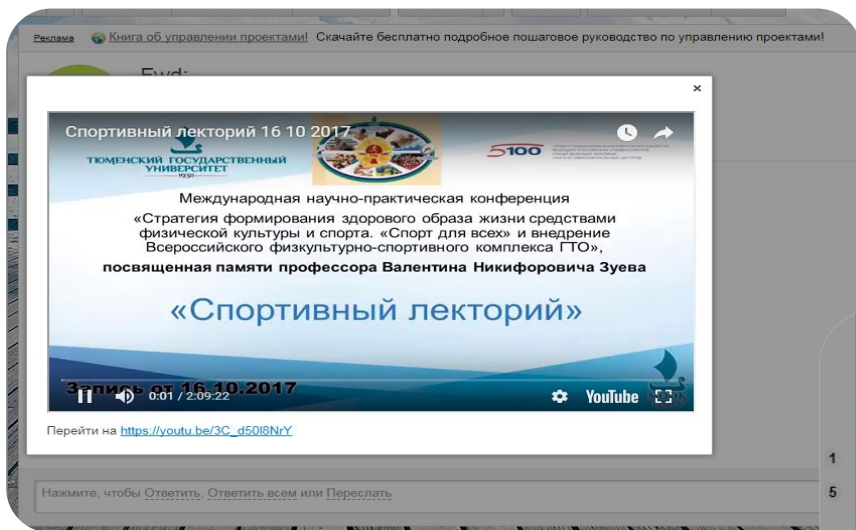 Реклама Книга об управлении проектами! Скачайте бесплатно подробное пошаговое руководство по управлению проектами!
Fwd:
×
Спортивный лекторий 16 10 2017
ТЮМЕНСКИЙ ГОСУДАРСТВЕННЫЙ
УНИВЕРСИТЕТ
1930
5100
Международная научно-практическая конференция
«Стратегия формирования здорового образа жизни средствами
физической культуры и спорта. «Спорт для всех» и внедрение
Всероссийского физкультурно-спортивного комплекса ГТО»,
посвященная памяти профессора Валентина Никифоровича Зуева
«Спортивный лекторий»
Запись от 16.10.2017
0:01 / 2:09:22 YouTube
Перейти на https://youtu.be/3C_d50l8NrY
1
Нажмите, чтобы Ответить, Ответить всем или Переслать
5